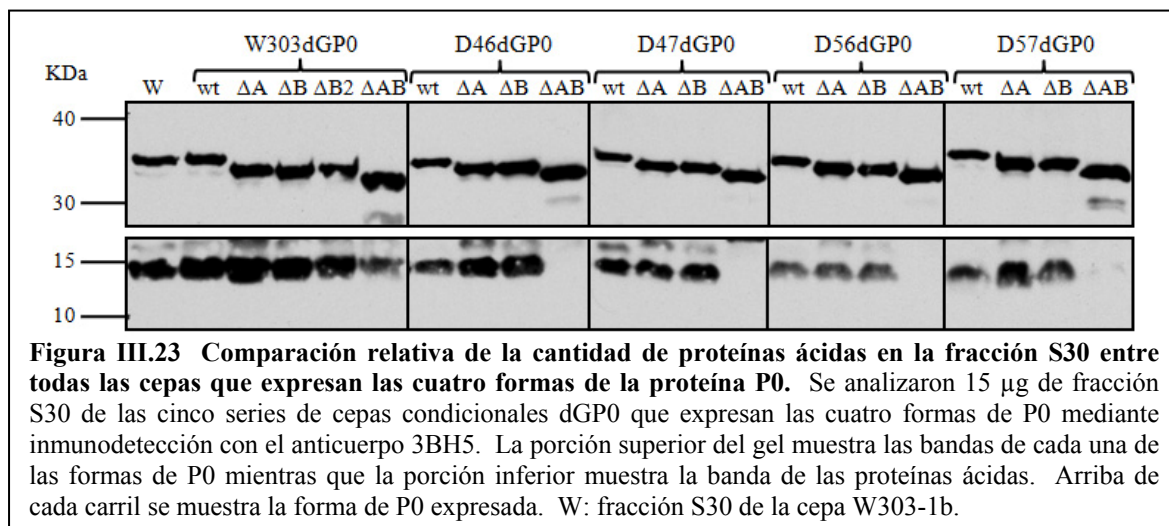 W303dGP0 D46dGP0 D47dGP0 D56dGP0 D57dGP0
KDa
W wt ΔA ΔB ΔB2 ΔAB wt ΔA ΔB ΔAB wt ΔA ΔB ΔAB wt ΔA ΔB ΔAB wt ΔA ΔB ΔAB
40
30
15
10
Figura III.23 Comparación relativa de la cantidad de proteínas ácidas en la fracción S30 entre
todas las cepas que expresan las cuatro formas de la proteína P0. Se analizaron 15 µg de fracción
S30 de las cinco series de cepas condicionales dGP0 que expresan las cuatro formas de P0 mediante
inmunodetección con el anticuerpo 3BH5. La porción superior del gel muestra las bandas de cada una de
las formas de P0 mientras que la porción inferior muestra la banda de las proteínas ácidas. Arriba de
cada carril se muestra la forma de P0 expresada. W: fracción S30 de la cepa W303-1b.